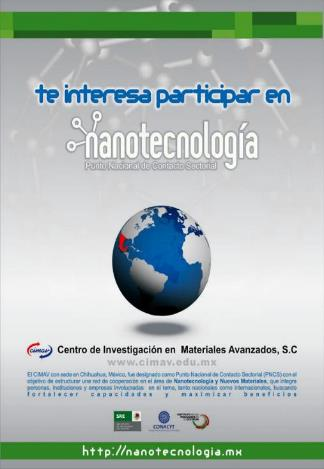 te interesa participar en
nanotecnología
Punto Nacional de Contacto Sectorial
cimav Centro de Investigación en Materiales Avanzados, S.C
www.cimav.edu.mx
El CIMAV con sede en Chihuahua, México, fue designado como Punto Nacional de Contacto Sectorial (PNCS) con el
objetivo de estructurar una red de cooperación en el área de Nanotecnología y Nuevos Materiales, que integre
personas, instituciones y empresas involucradas en el tema, tanto nacionales como internacionales, buscando
fortalecer capacidades y maximizar beneficios
SRE
CONACYT
http://nanotecnologia.mx